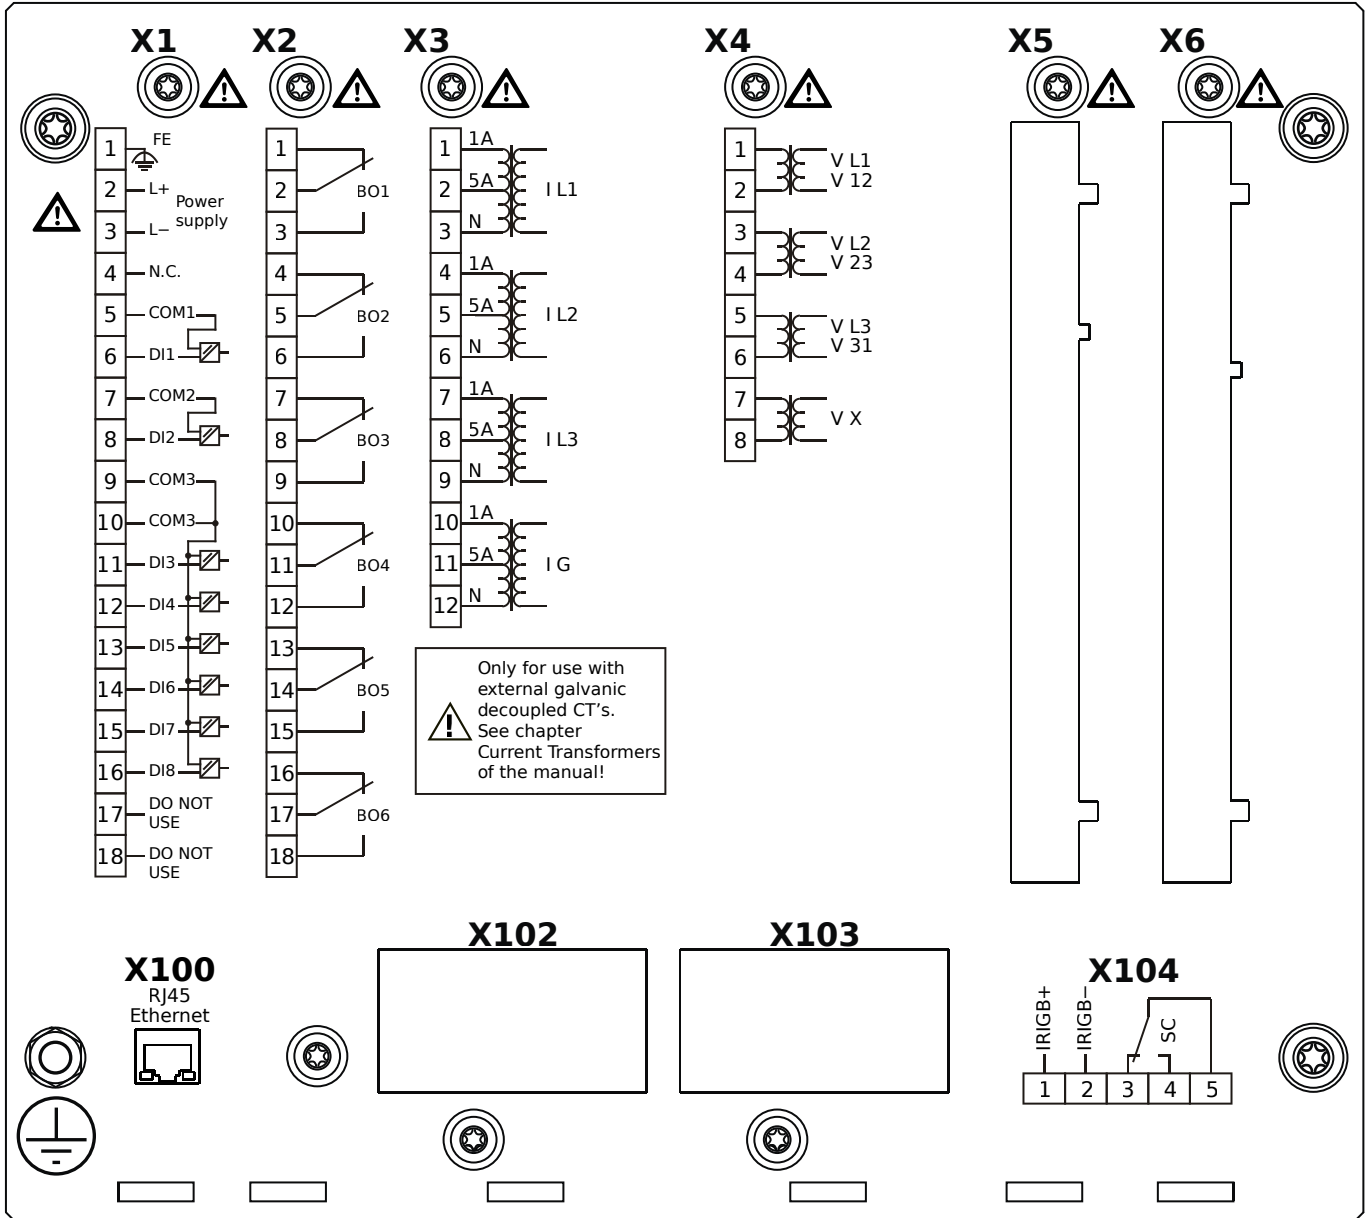 X1
X2
X3
X4
X5
X6
1 FE
2 L+
Power
supply
3 L−
4 N.C.
5 COM1
6 DI1
7 COM2
8 DI2
9 COM3
10 COM3
11 DI3
12 DI4
13 DI5
14 DI6
15 DI7
16 DI8
17 DO NOT
USE
18 DO NOT
USE
1
2 BO1
3
4
5 BO2
6
7
8 BO3
9
10
11 BO4
12
13
14 BO5
15
16
17 BO6
18
1 1A
2 5A I L1
3 N
4 1A
5 5A I L2
6 N
7 1A
8 5A I L3
9 N
10 1A
11 5A I G
12 N
Only for use with
external galvanic
decoupled CT's.
See chapter
Current Transformers
of the manual!
1 V L1
2 V 12
3 V L2
4 V 23
5 V L3
6 V 31
7 V X
8
X100
RJ45
Ethernet
X102
X103
X104
IRIGB+
IRIGB−
SC
1 2 3 4 5